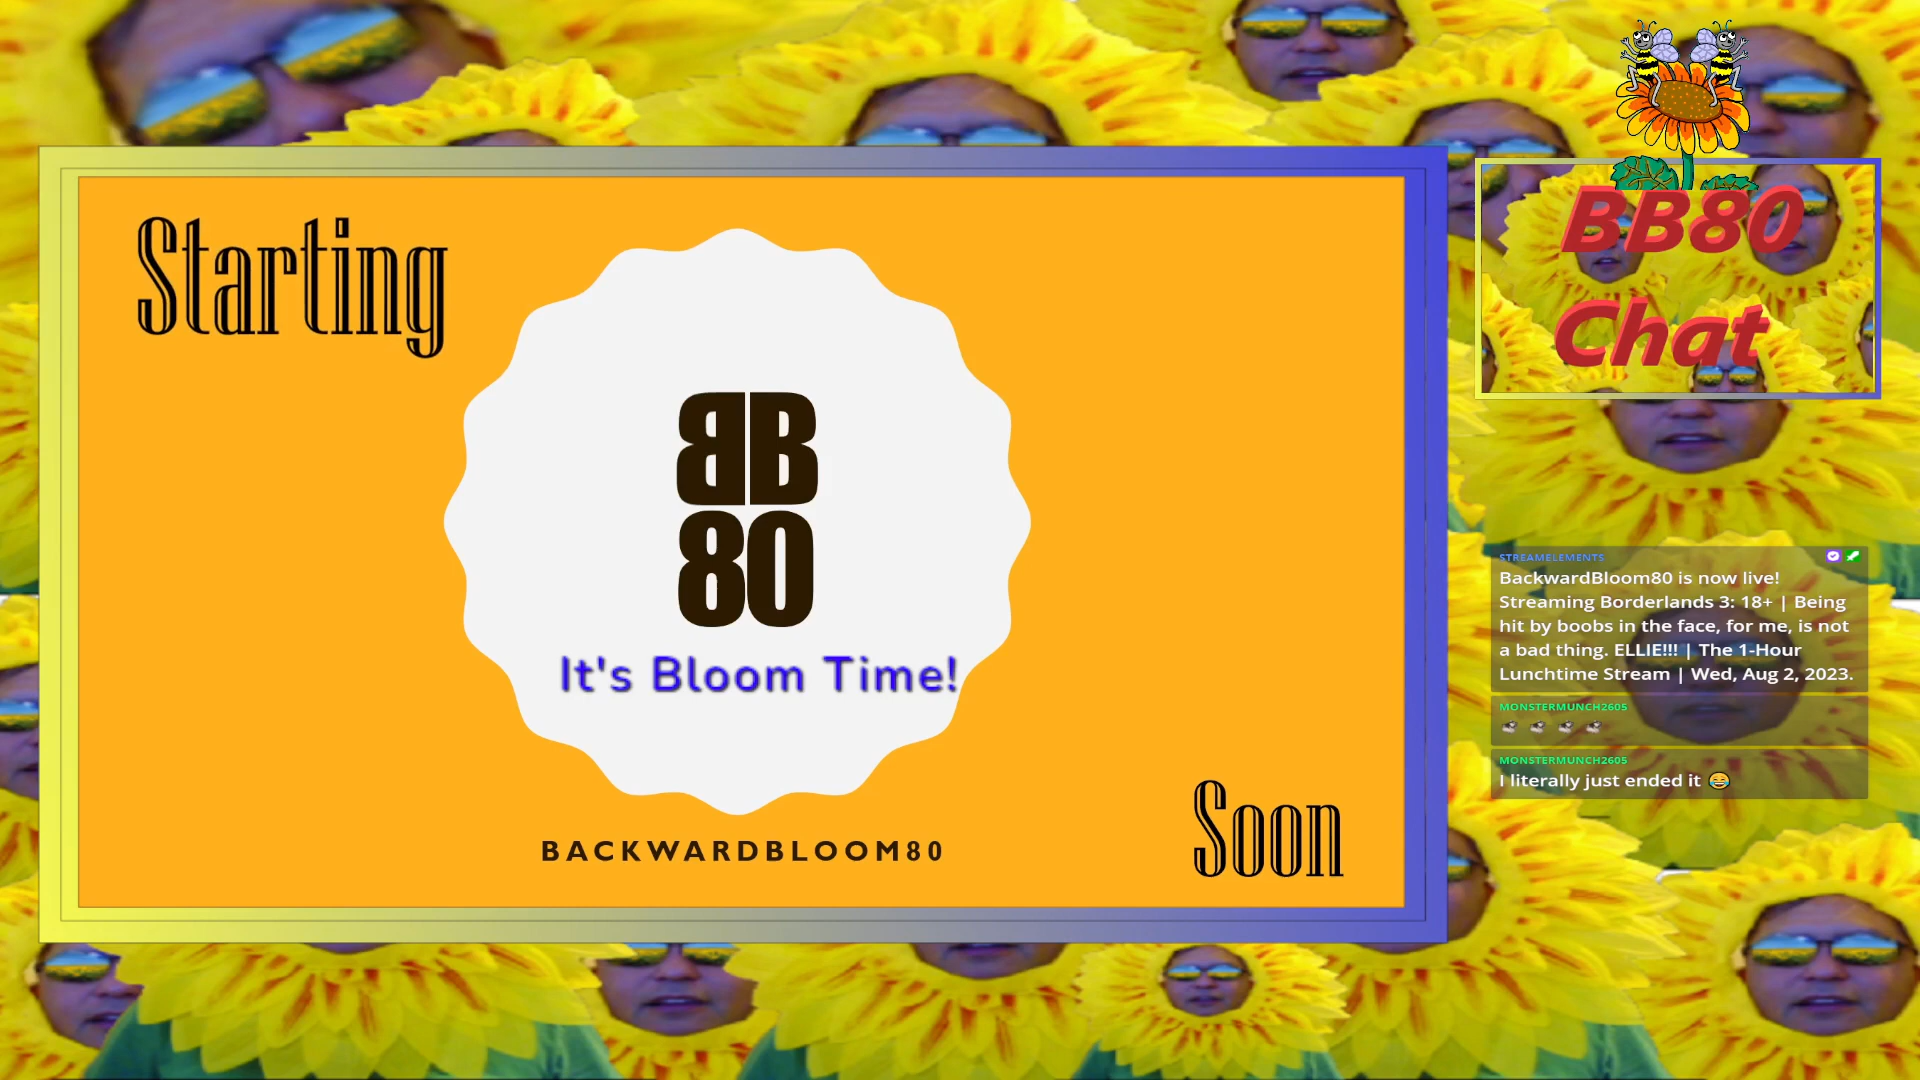 Starting
BB
80
It's Bloom Time!
BACKWARDBLOOM80
Soon
BB80
Chat
STREAMELEMENTS
BackwardBloom80 is now live!
Streaming Borderlands 3: 18+ | Being
hit by boobs in the face, for me, is not
a bad thing. ELLIE!!! | The 1-Hour
Lunchtime Stream | Wed, Aug 2, 2023.
MONSTERMUNCH2605
MONSTERMUNCH2605
I literally just ended it 😂